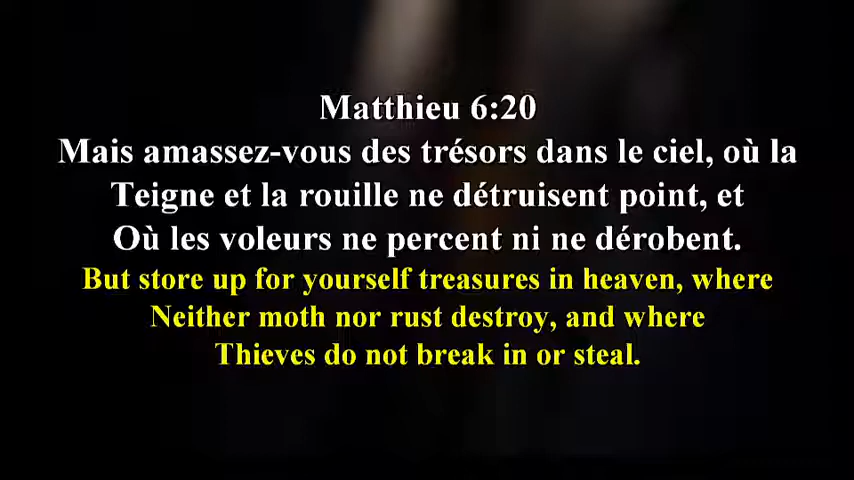 Matthieu 6:20
Mais amassez-vous des trésors dans le ciel, où la
Teigne et la rouille ne détruisent point, et
Où les voleurs ne percent ni ne dérobent.
But store up for yourself treasures in heaven, where
Neither moth nor rust destroy, and where
Thieves do not break in or steal.